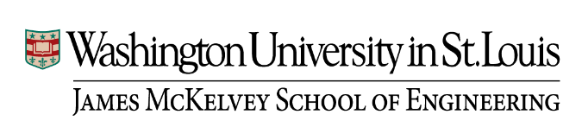 Washington University in St. Louis
JAMES MCKELVEY SCHOOL OF ENGINEERING